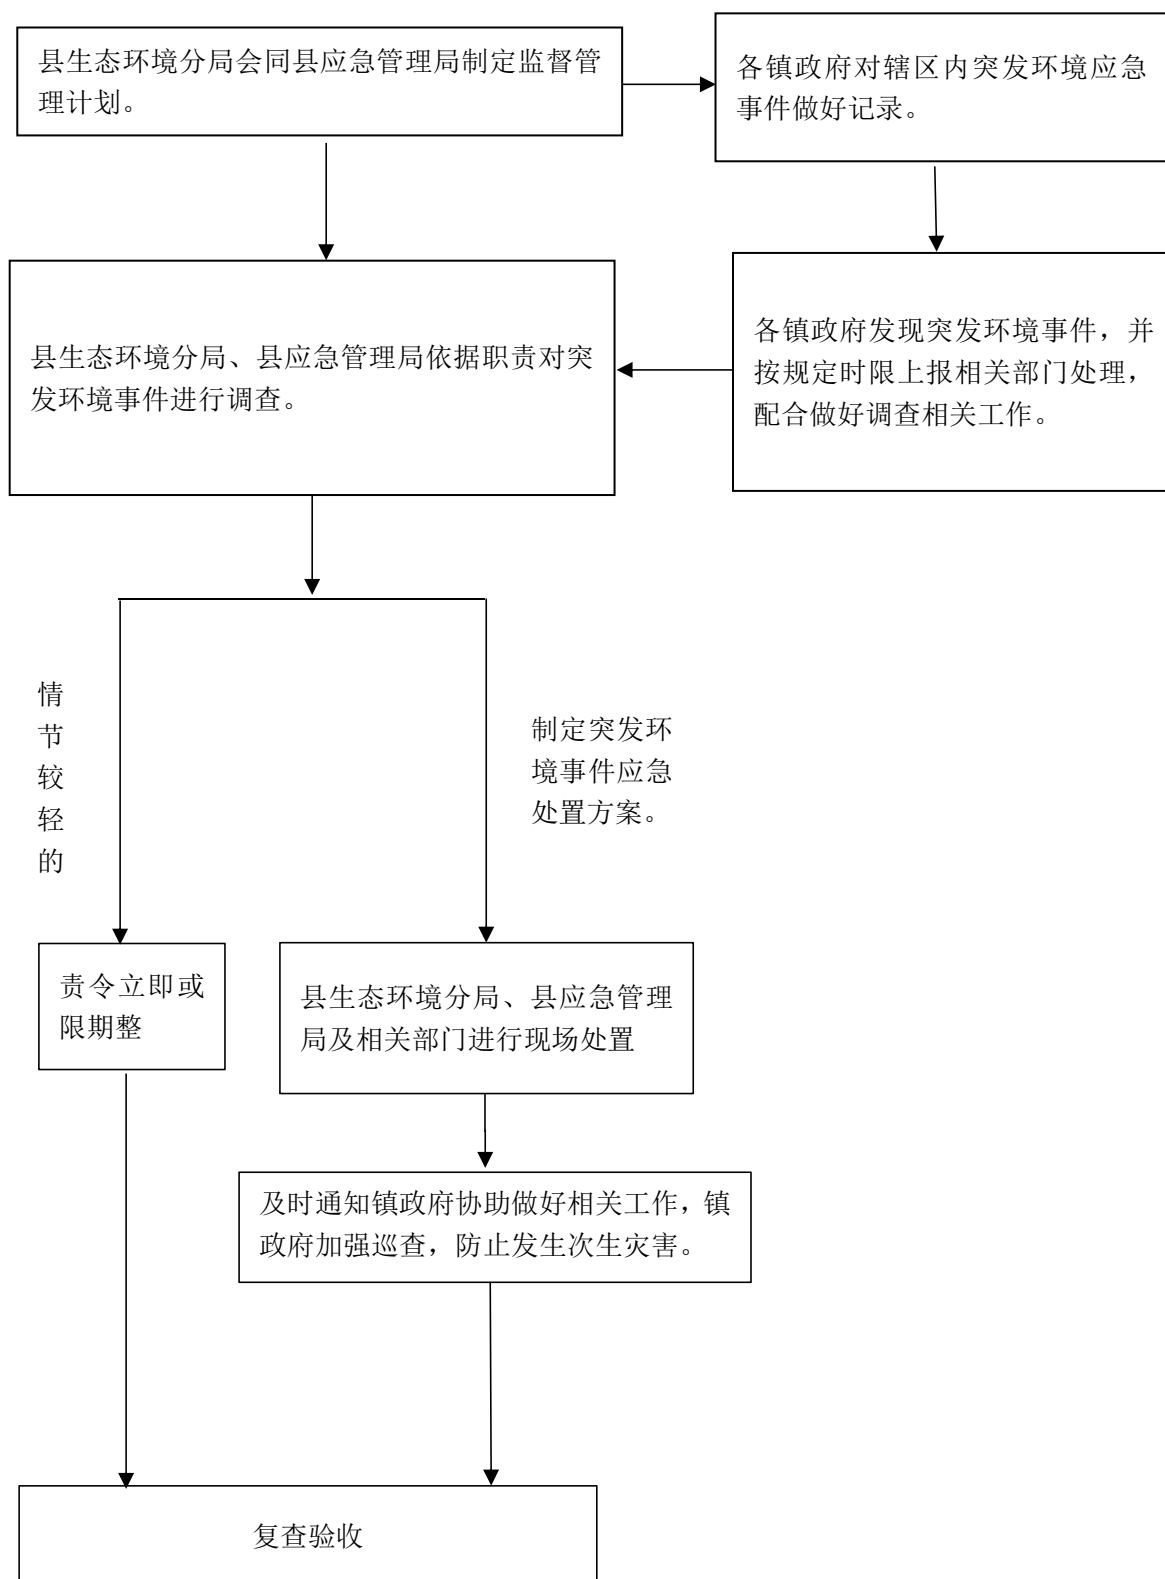 县生态环境分局会同县应急管理局制定监督管
理计划。
各镇政府对辖区内突发环境应急
事件做好记录。
县生态环境分局、县应急管理局依据职责对突
发环境事件进行调查。
各镇政府发现突发环境事件，并
按规定时限上报相关部门处理，
配合做好调查相关工作。
情
节
较
轻
的
制定突发环
境事件应急
处置方案。
责令立即或
限期整
县生态环境分局、县应急管理
局及相关部门进行现场处置
及时通知镇政府协助做好相关工作，镇
政府加强巡查，防止发生次生灾害。
复查验收